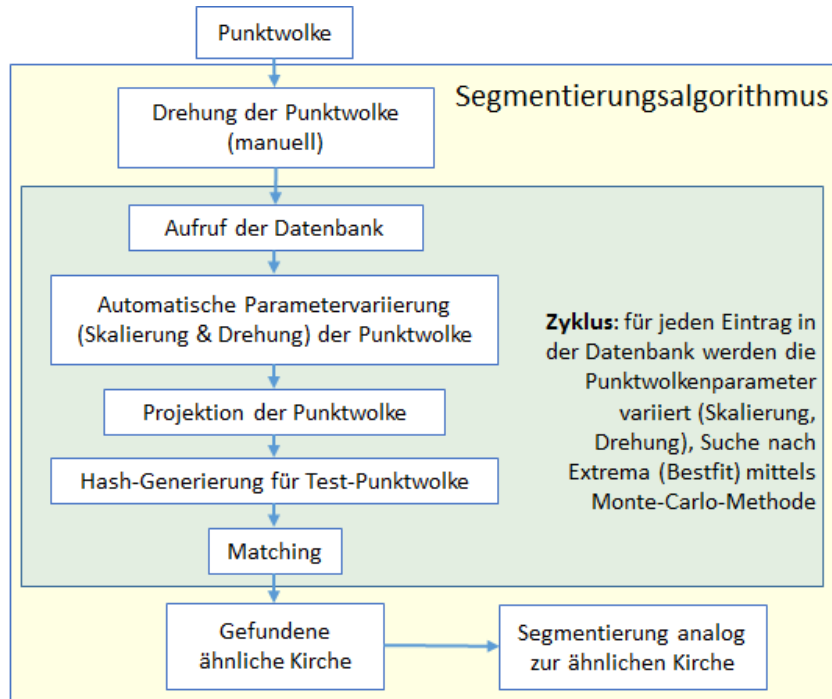 Punktwolke
Segmentierungsalgorithmus
Drehung der Punktwolke
(manuell)
Aufruf der Datenbank
Automatische Parametervariierung
(Skalierung & Drehung) der Punktwolke
Projektion der Punktwolke
Hash-Generierung für Test-Punktwolke
Matching
Zyklus: für jeden Eintrag in
der Datenbank werden die
Punktwolkenparameter
variiert (Skalierung,
Drehung), Suche nach
Extrema (Bestfit) mittels
Monte-Carlo-Methode
Gefundene
ähnliche Kirche
Segmentierung analog
zur ähnlichen Kirche